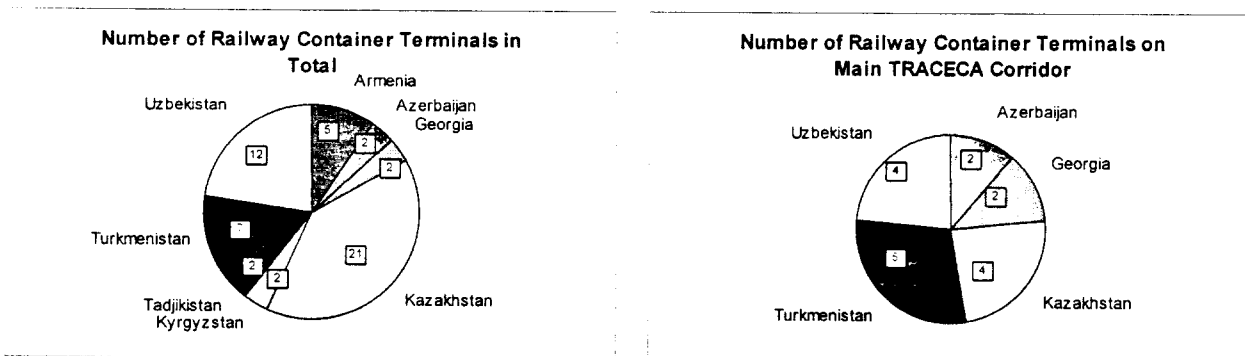 Number of Railway Container Terminals in
Total
Armenia
Azerbaijan
Georgia
Uzbekistan
5
2
2
12
7
21
2
2
Turkmenistan
Tadjikistan
Kyrgyzstan
Kazakhstan
Number of Railway Container Terminals on
Main TRACECA Corridor
Azerbaijan
Uzbekistan
Georgia
2
4
2
5
4
Turkmenistan
Kazakhstan